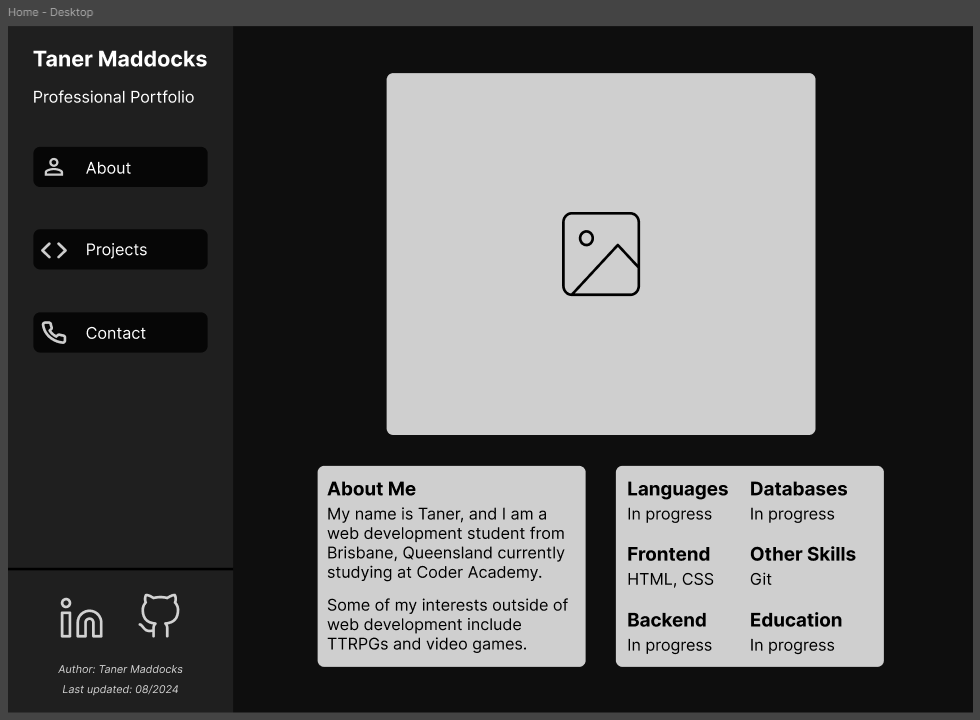 Home - Desktop
Taner Maddocks
Professional Portfolio
About
Projects
Contact
Author: Taner Maddocks
Last updated: 08/2024
About Me
My name is Taner, and I am a
web development student from
Brisbane, Queensland currently
studying at Coder Academy.
Some of my interests outside of
web development include
TTRPGs and video games.
Languages
In progress
Databases
In progress
Frontend
HTML, CSS
Other Skills
Git
Backend
In progress
Education
In progress